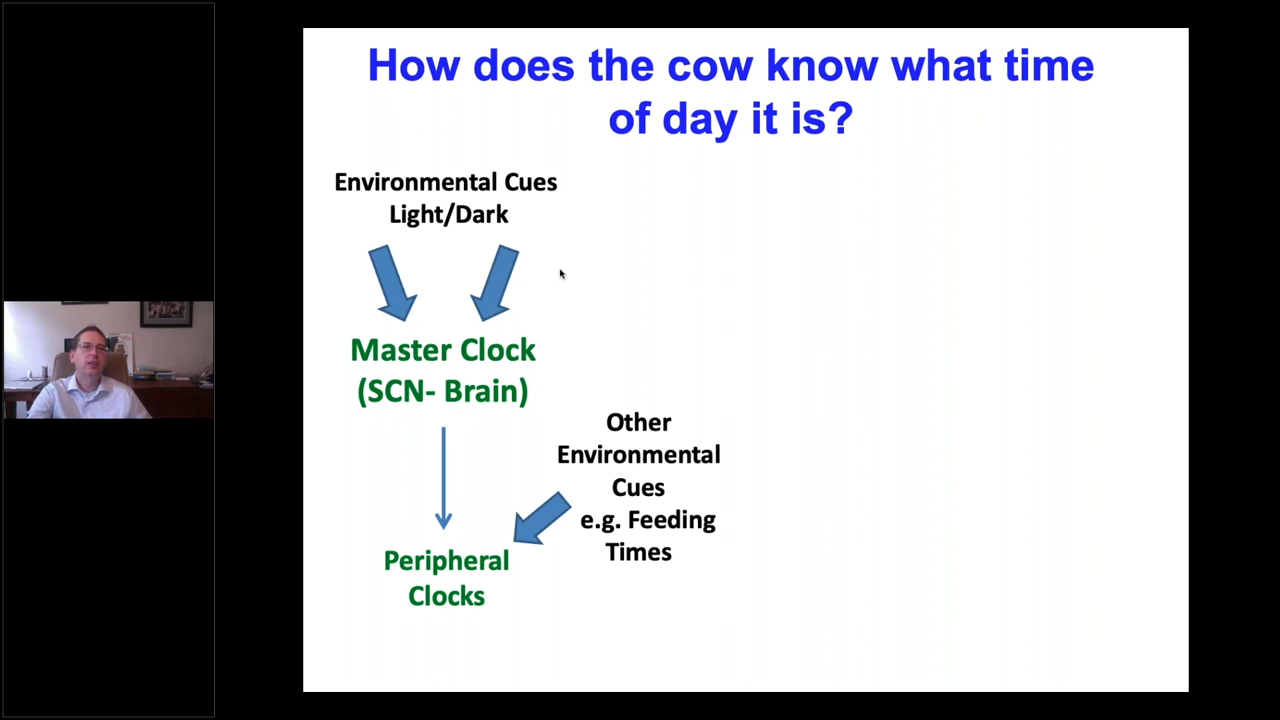 How does the cow know what time
of day it is?
Environmental Cues
Light/Dark
Master Clock
(SCN- Brain)
Other
Environmental
Cues
e.g. Feeding
Times
Peripheral
Clocks